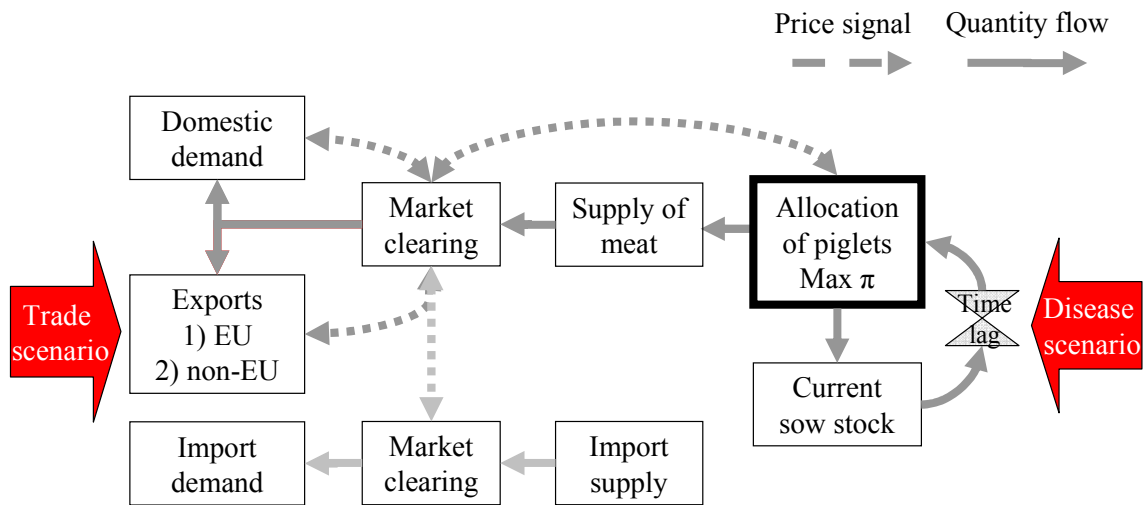 Price signal
Quantity flow
Domestic
demand
Market
clearing
Supply of
meat
Allocation
of piglets
Max π
Trade
scenario
Exports
1) EU
2) non-EU
Time
lag
Disease
scenario
Current
sow stock
Import
demand
Market
clearing
Import
supply